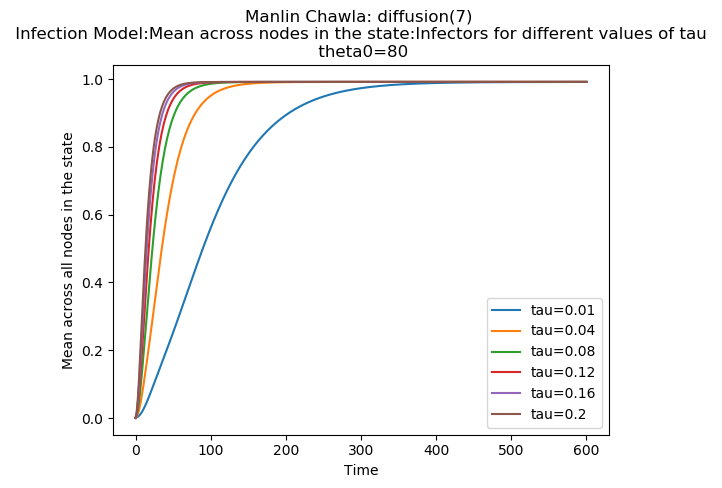 Manlin Chawla: diffusion(7)
Infection Model:Mean across nodes in the state:Infectors for different values of tau
theta0=80
Mean across all nodes in the state
1.0
0.8
0.6
0.4
0.2
0.0
tau=0.01
tau=0.04
tau=0.08
tau=0.12
tau=0.16
tau=0.2
0 100 200 300 400 500 600
Time